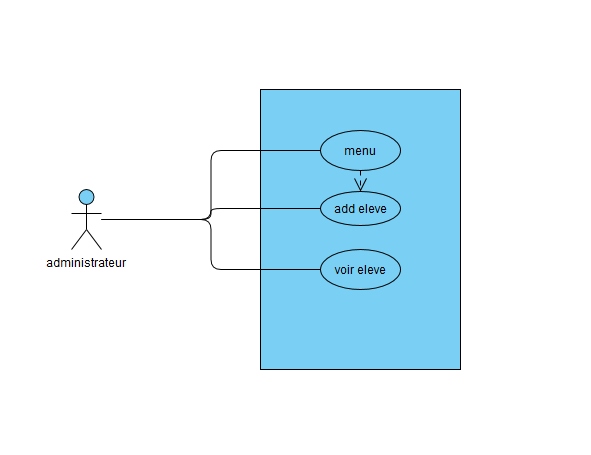 menu
add eleve
administrateur
voir eleve